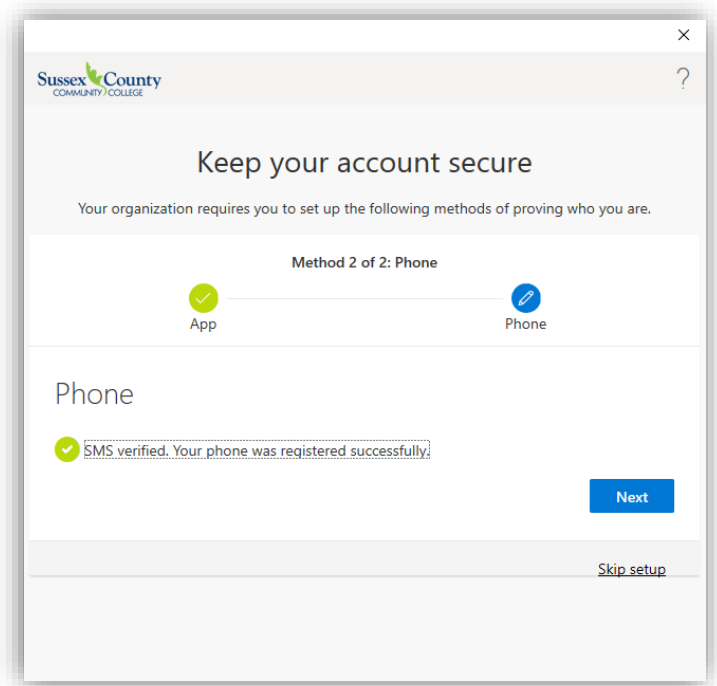 Sussex County
COMMUNITY COLLEGE
?
Keep your account secure
Your organization requires you to set up the following methods of proving who you are.
Method 2 of 2: Phone
App
Phone
Phone
SMS verified. Your phone was registered successfully.
Next
Skip setup